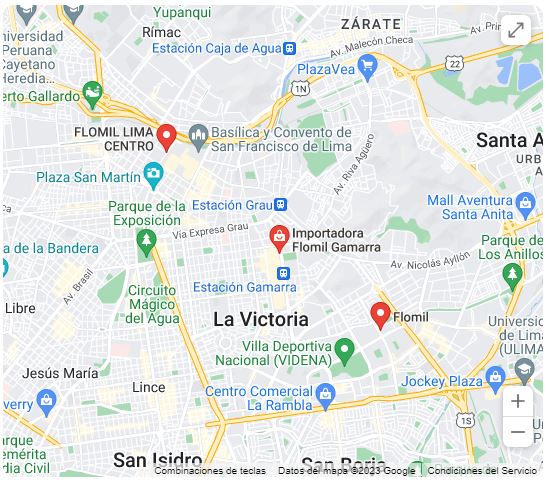 Yupanqui
Rímac
ZÁRATE
Estación Caja de Agua
Av. Malecón Checa
niversidad
Peruana
Cayetano
Heredia...
PlazaVea
22
erto Gallardo
1N
FLOMIL LIMA
CENTRO
Basílica y Convento de
San Francisco de Lima
Santa A
URB
Plaza San Martín
Av. Riva Agüero
Parque de la
Exposición
Estación Grau
Mall Aventura
Santa Anita
Vía Expresa Grau
Importadora
Flomil Gamarra
Parque de
Los Anillos
a de la Bandera
Av. Nicolás Ayllón
Av. Brasil
Estación Gamarra
Circuito
Mágico
del Agua
Libre
La Victoria
Flomil
Universid
de Lima
(ULIMA
Villa Deportiva
Nacional (VIDENA)
Jesús María
Lince
Jockey Plaza
Centro Comercial
La Rambla
verry
1S
arque de
emérita
dia Civil
San Isidro
San Borja
Combinaciones de teclas
Datos del mapa ©2023 Google
Condiciones del Servicio